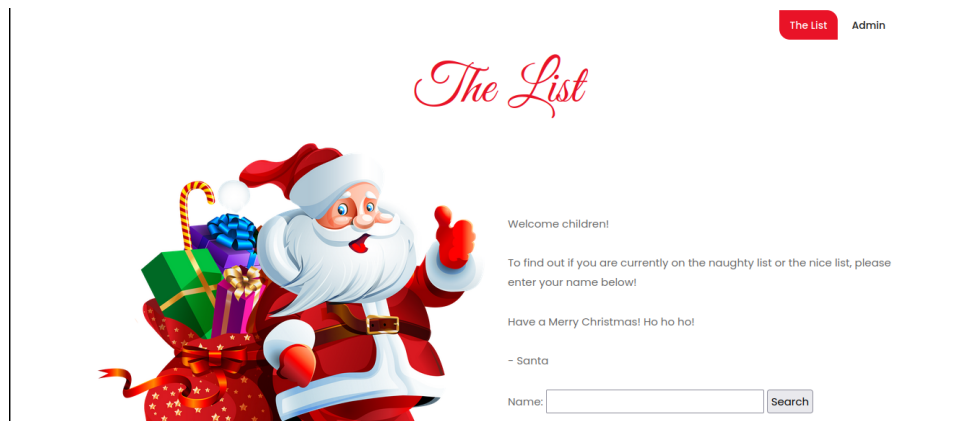 The List Admin
The List
Welcome children!
To find out if you are currently on the naughty list or the nice list, please
enter your name below!
Have a Merry Christmas! Ho ho ho!
- Santa
Name: Search